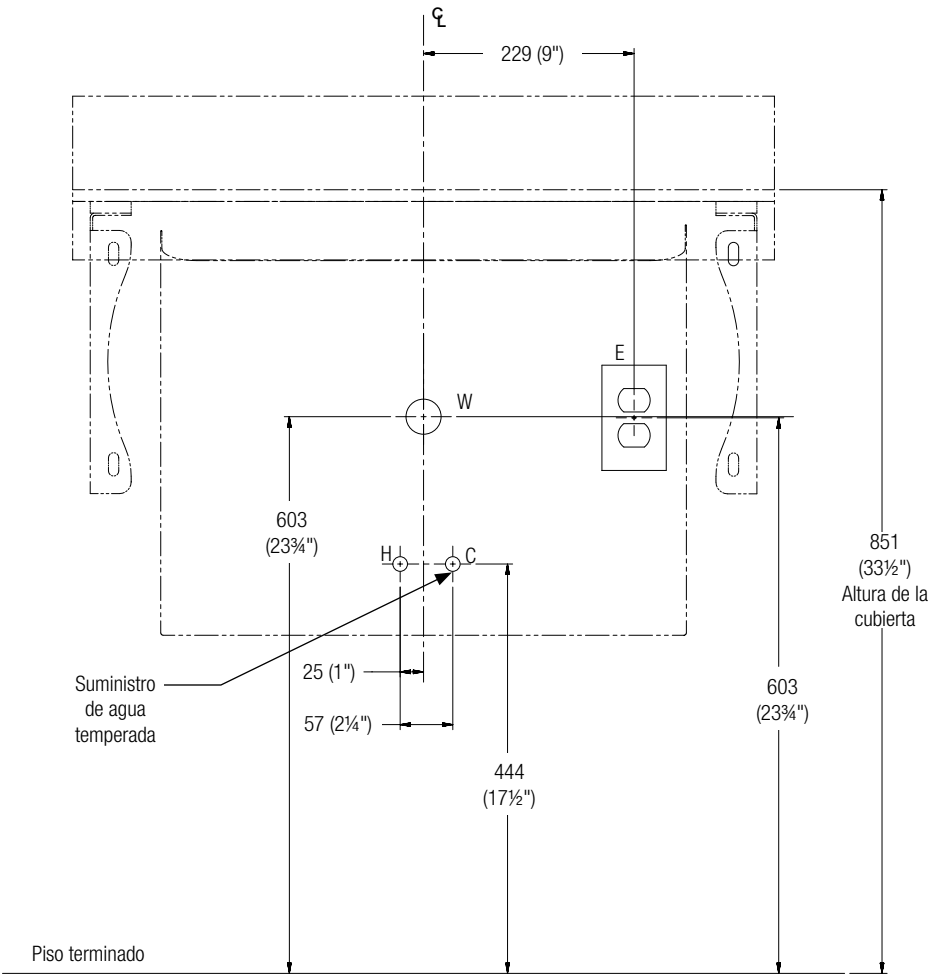 ℄
229 (9")
E
W
603
(23¾")
H
C
851
(33½")
Altura de la
cubierta
25 (1")
Suministro
de agua
temperada
57 (2¼")
603
(23¾")
444
(17½")
Piso terminado